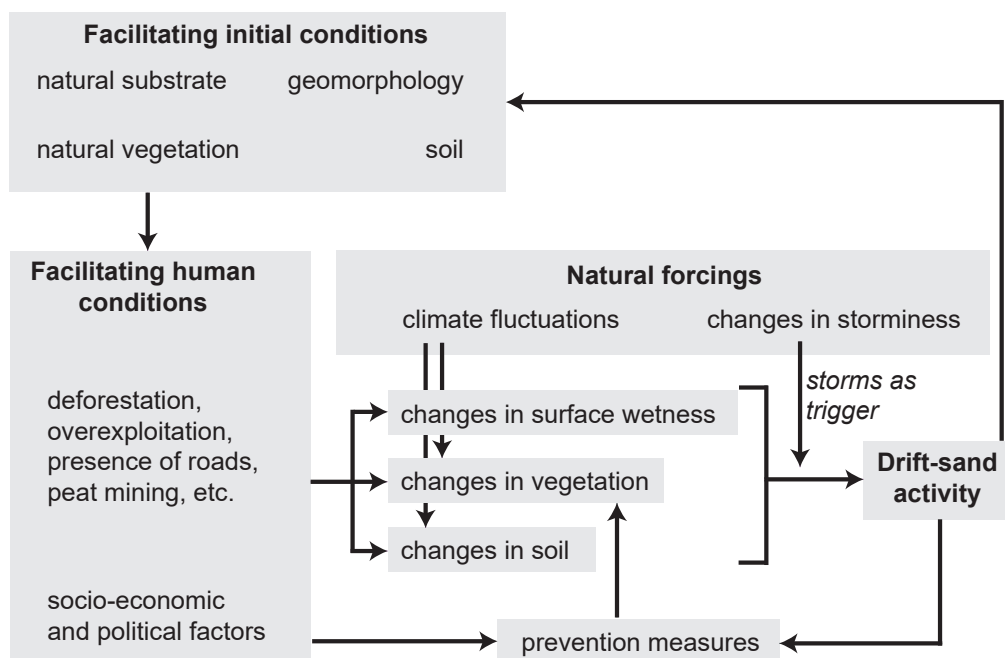 Facilitating initial conditions
natural substrate geomorphology
natural vegetation soil
Facilitating human
conditions
deforestation,
overexploitation,
presence of roads,
peat mining, etc.
socio-economic
and political factors
Natural forcings
climate fluctuations changes in storminess
storms as
trigger
changes in surface wetness
changes in vegetation
changes in soil
prevention measures
Drift-sand
activity